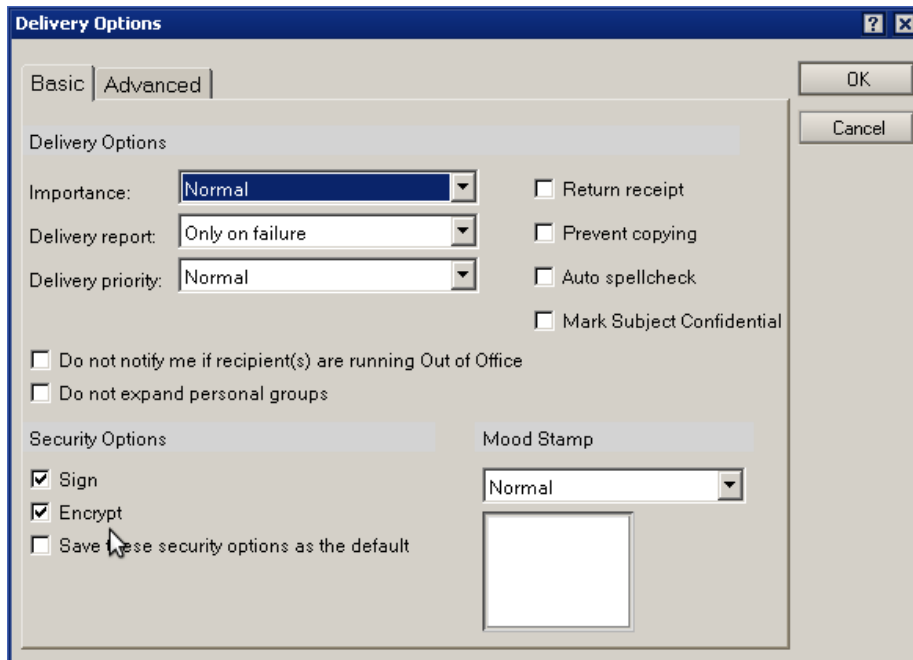 Delivery Options
Basic
Advanced
OK
Cancel
Delivery Options
Importance: Normal
Return receipt
Delivery report: Only on failure
Prevent copying
Delivery priority: Normal
Auto spellcheck
Mark Subject Confidential
Do not notify me if recipient(s) are running Out of Office
Do not expand personal groups
Security Options
Mood Stamp
Sign
Normal
Encrypt
Save these security options as the default